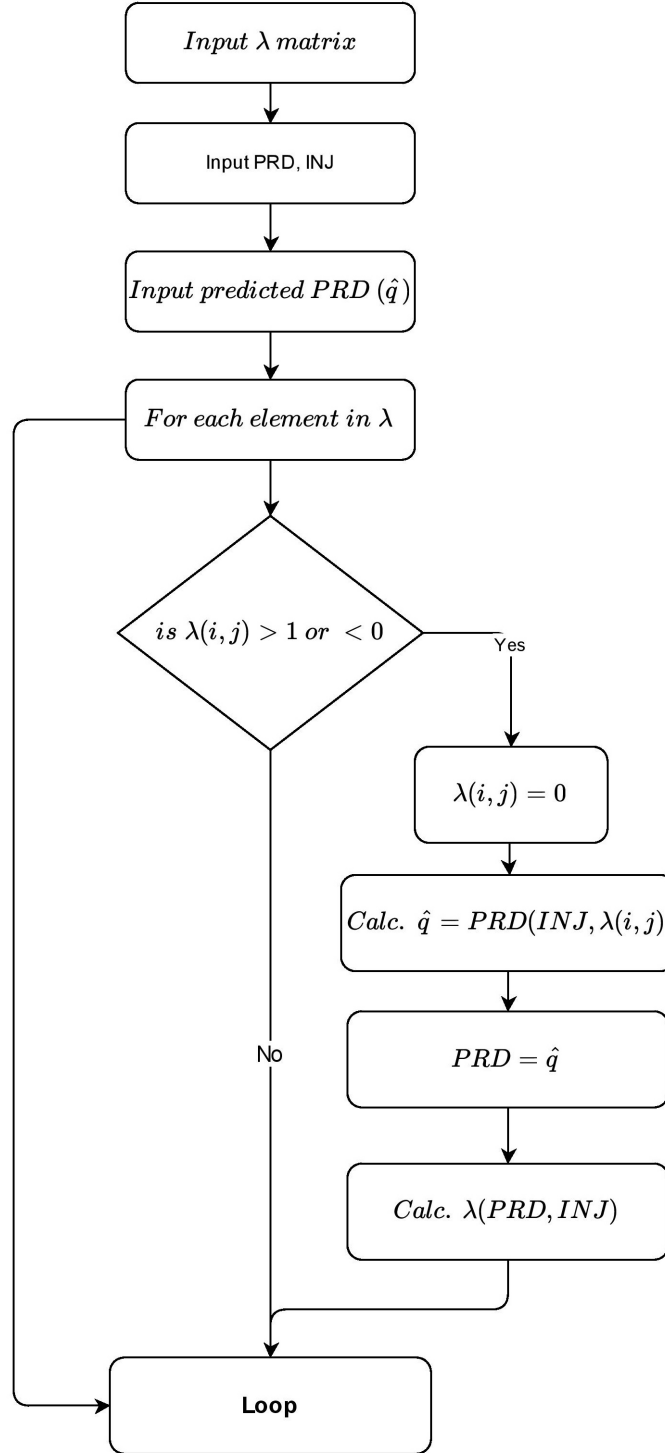 Input λ matrix
Input PRD, INJ
Input predicted PRD (q̂)
For each element in λ
is λ(i, j) > 1 or < 0
Yes
λ(i, j) = 0
Calc. q̂ = PRD(INJ, λ(i, j)
PRD = q̂
No
Calc. λ(PRD, INJ)
Loop